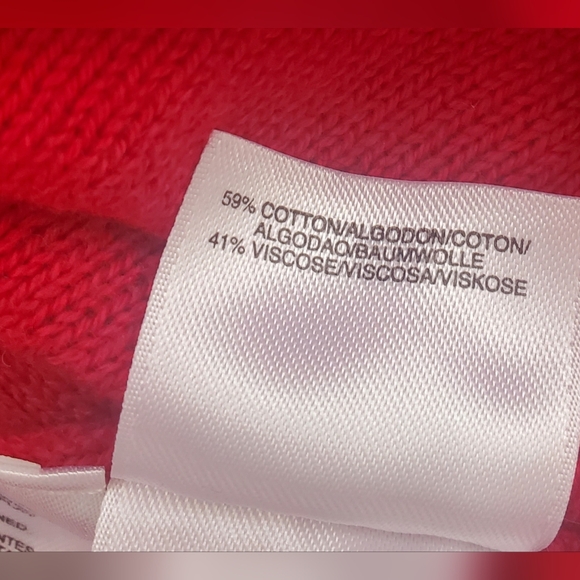 59% COTTON/ALGODON/COTON/
ALGODAO/BAUMWOLLE
41% VISCOSE/VISCOSA/VISKOSE